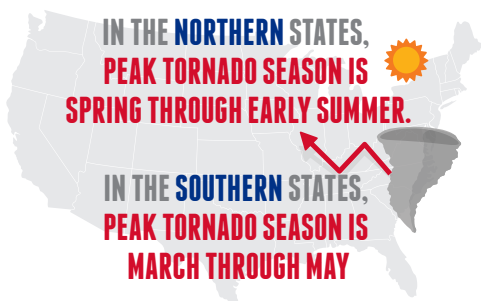 IN THE NORTHERN STATES,
PEAK TORNADO SEASON IS
SPRING THROUGH EARLY SUMMER.
IN THE SOUTHERN STATES,
PEAK TORNADO SEASON IS
MARCH THROUGH MAY